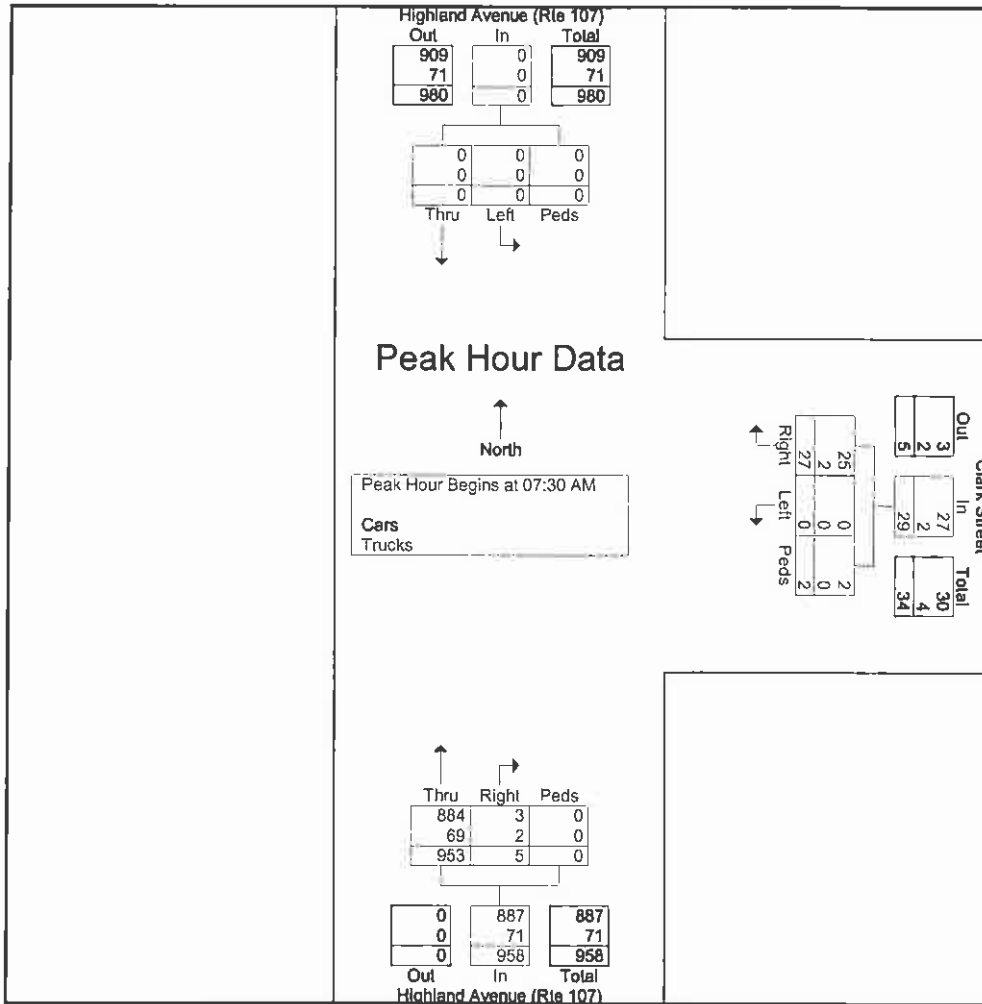 Highland Avenue (Rte 107)
Out In Total
909 0 909
71 0 71
980 0 980
0 0 0
0 0 0
0 0 0
Thru Left Peds
Peak Hour Data
North
Peak Hour Begins at 07:30 AM
Cars
Trucks
Clark Street
Out In Total
3 27 30
2 2 4
5 29 34
25 0 2
2 0 0
27 0 2
Right Left Peds
Thru Right Peds
884 3 0
69 2 0
953 5 0
0 887 887
0 71 71
0 958 958
Out In Total
Highland Avenue (Rte 107)